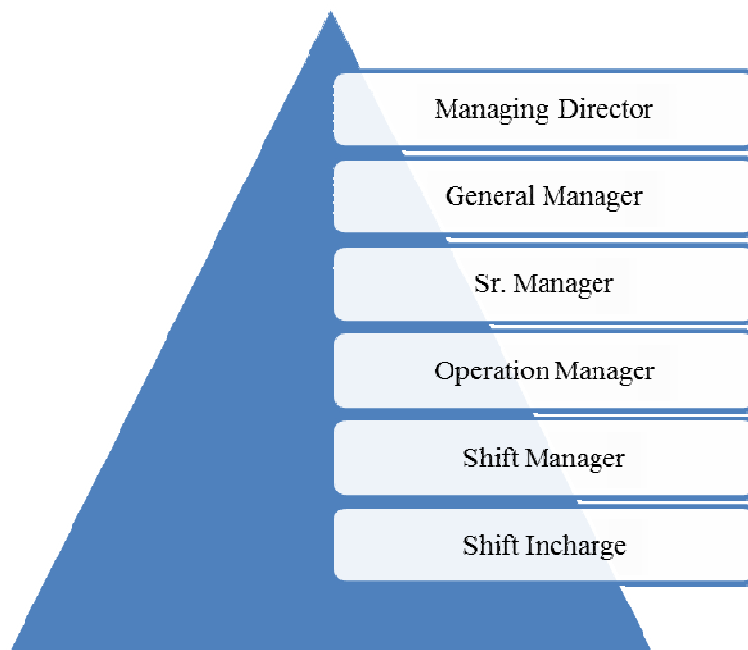 Managing Director
General Manager
Sr. Manager
Operation Manager
Shift Manager
Shift Incharge